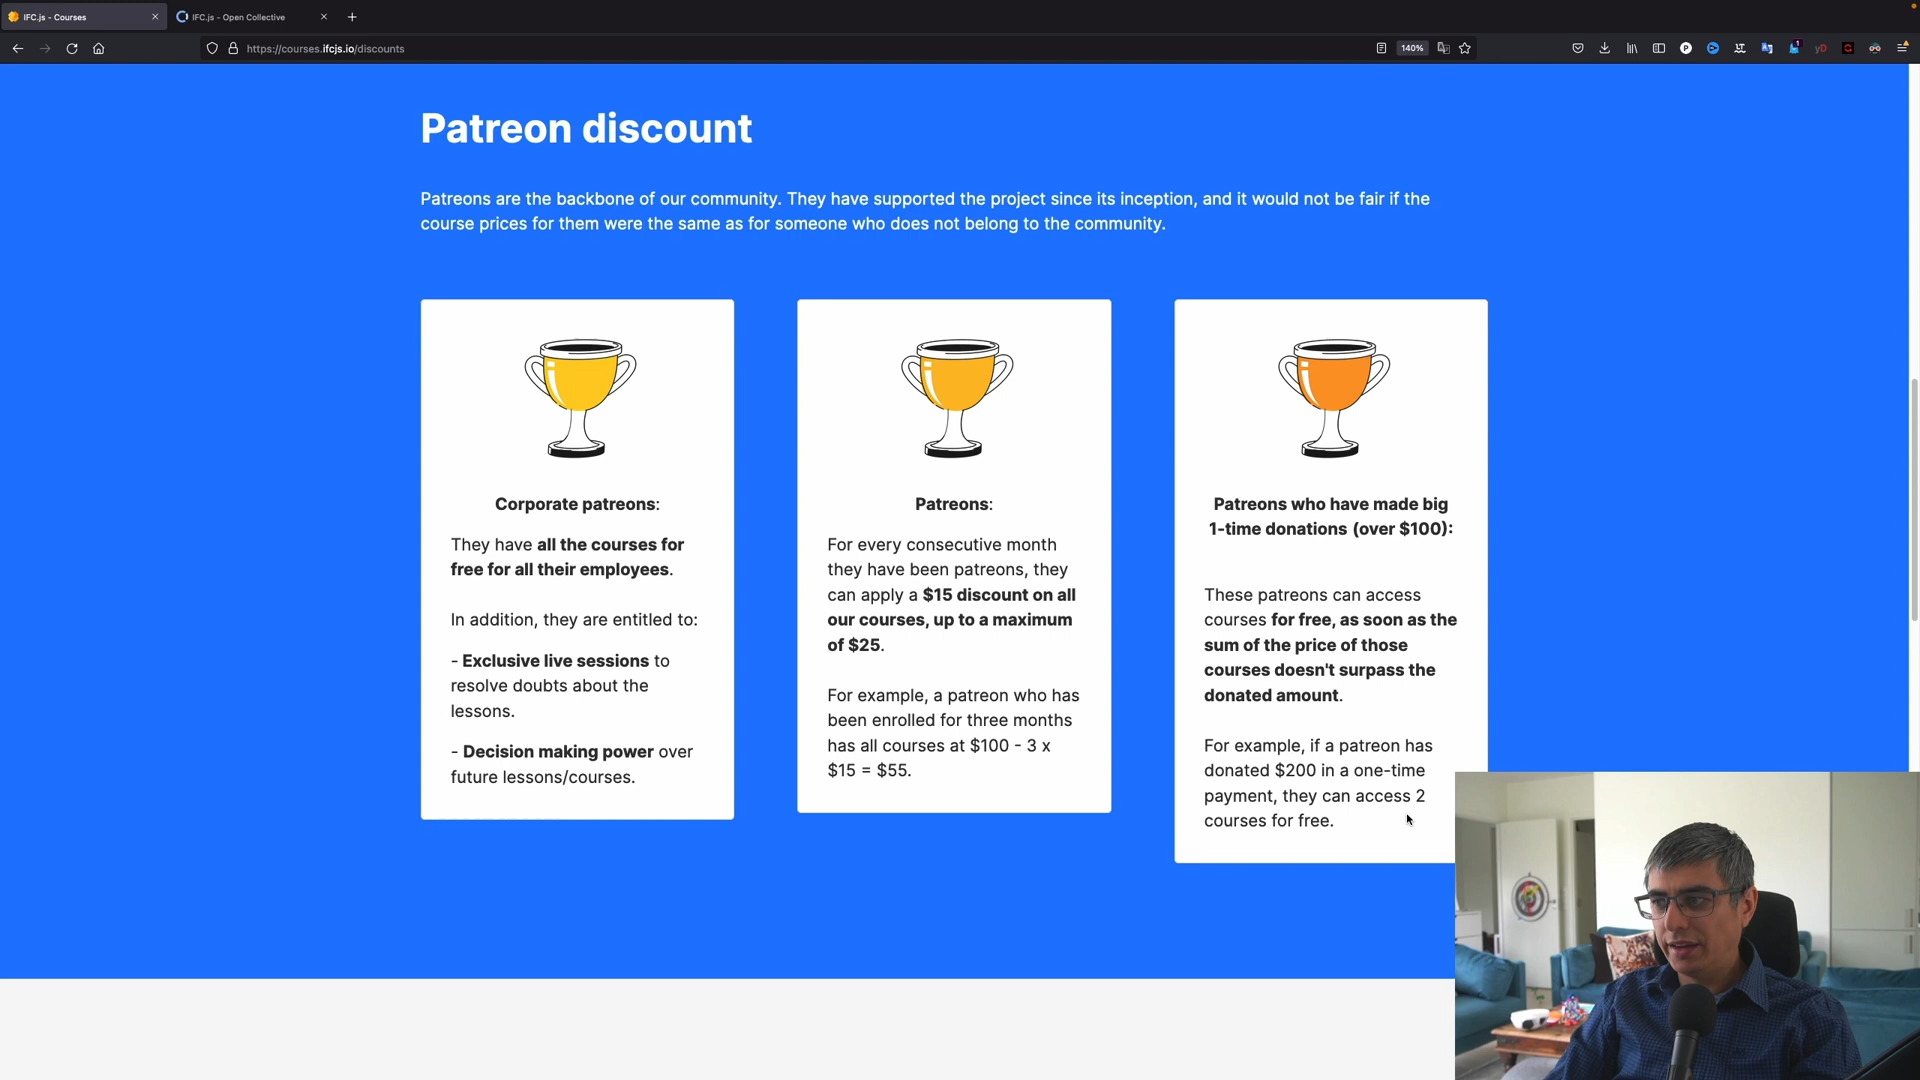 IFC.js - Courses
IFC.js - Open Collective
https://courses.ifcjs.io/discounts
140%
Patreon discount
Patreons are the backbone of our community. They have supported the project since its inception, and it would not be fair if the
course prices for them were the same as for someone who does not belong to the community.
Corporate patreons:
They have all the courses for
free for all their employees.
In addition, they are entitled to:
- Exclusive live sessions to
resolve doubts about the
lessons.
- Decision making power over
future lessons/courses.
Patreons:
For every consecutive month
they have been patreons, they
can apply a $15 discount on all
our courses, up to a maximum
of $25.
For example, a patreon who has
been enrolled for three months
has all courses at $100 - 3 x
$15 = $55.
Patreons who have made big
1-time donations (over $100):
These patreons can access
courses for free, as soon as the
sum of the price of those
courses doesn't surpass the
donated amount.
For example, if a patreon has
donated $200 in a one-time
payment, they can access 2
courses for free.